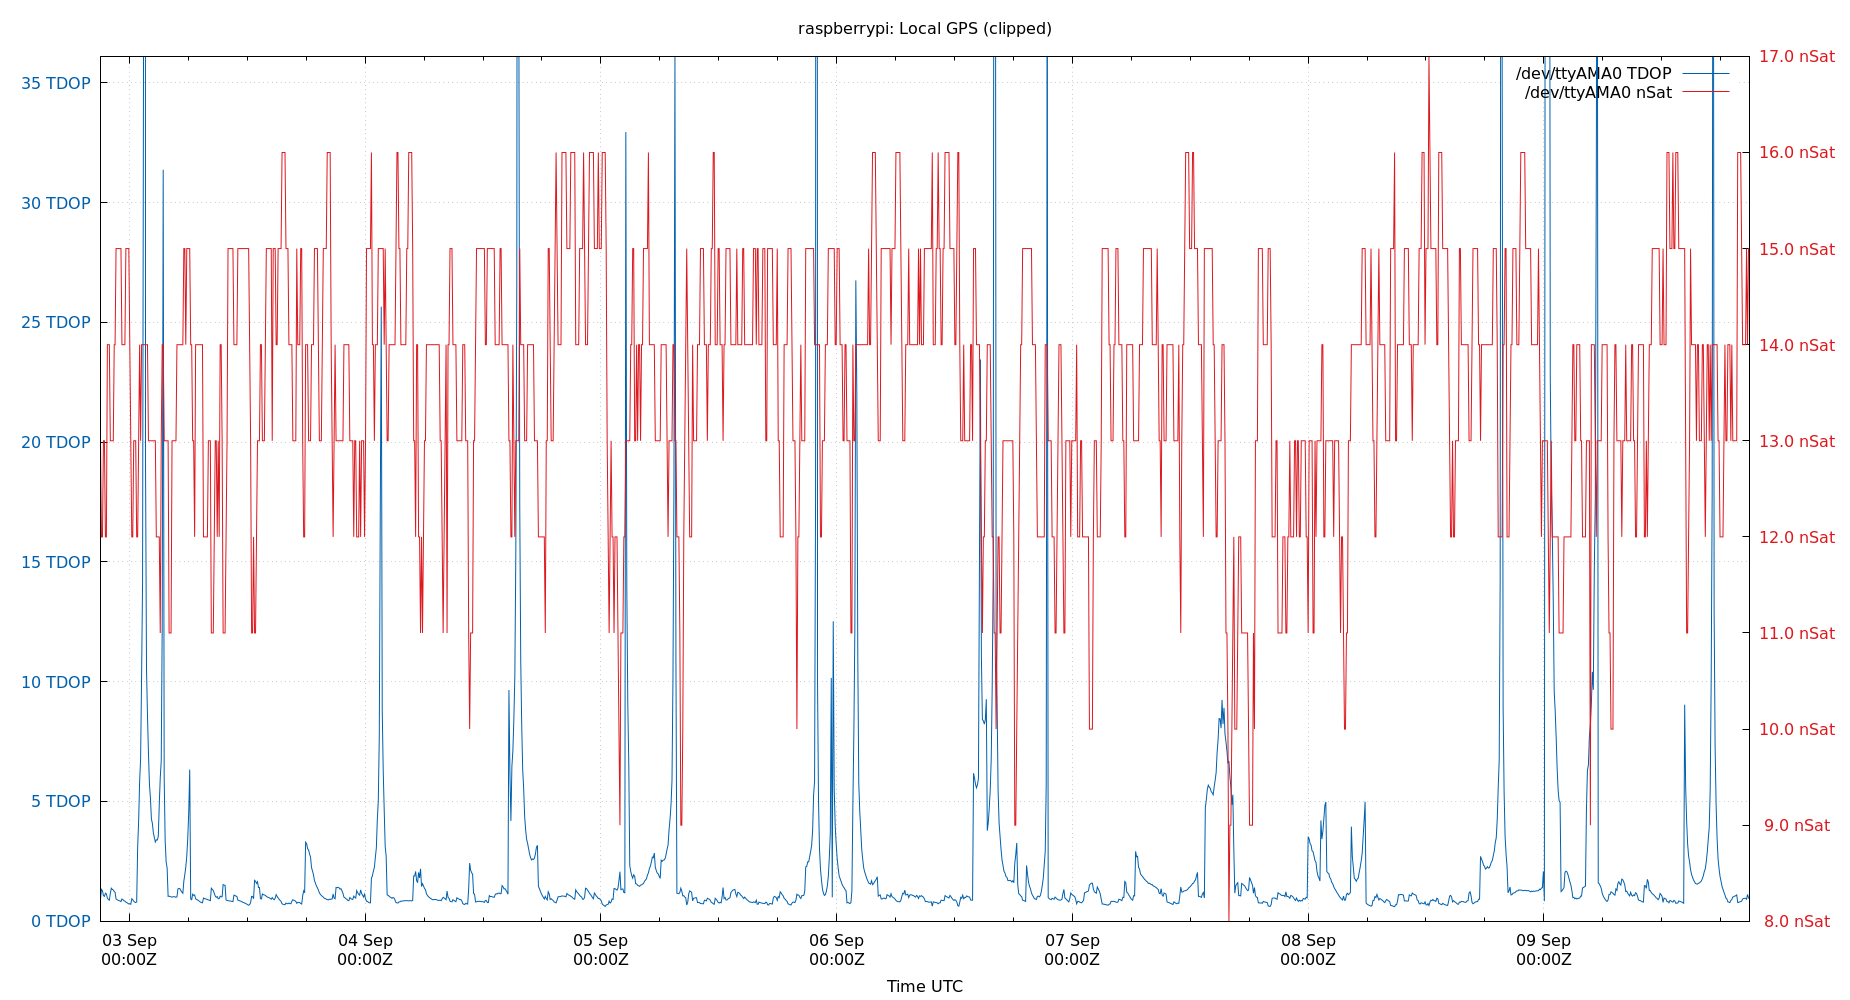 raspberrypi: Local GPS (clipped)
/dev/ttyAMA0 TDOP
/dev/ttyAMA0 nSat
35 TDOP
30 TDOP
25 TDOP
20 TDOP
15 TDOP
10 TDOP
5 TDOP
0 TDOP
17.0 nSat
16.0 nSat
15.0 nSat
14.0 nSat
13.0 nSat
12.0 nSat
11.0 nSat
10.0 nSat
9.0 nSat
8.0 nSat
03 Sep
00:00Z
04 Sep
00:00Z
05 Sep
00:00Z
06 Sep
00:00Z
07 Sep
00:00Z
08 Sep
00:00Z
09 Sep
00:00Z
Time UTC